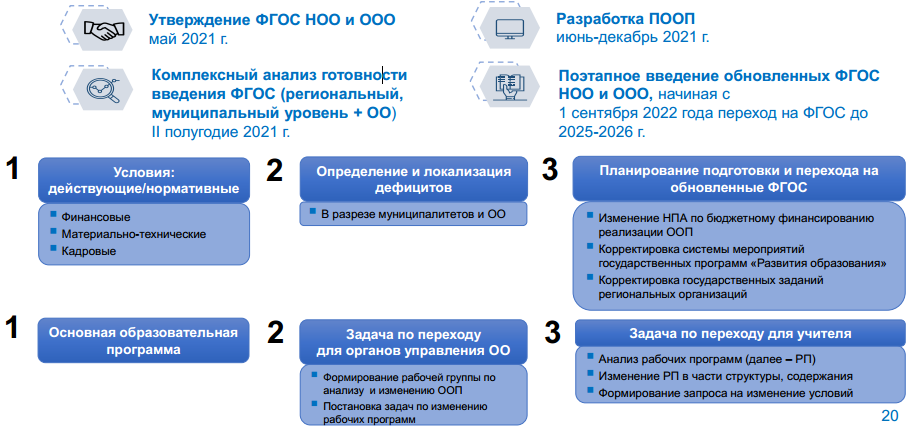 Утверждение ФГОС НОО и ООО
май 2021 г.
Разработка ПООП
июнь-декабрь 2021 г.
Комплексный анализ готовности
введения ФГОС (региональный,
муниципальный уровень + ОО)
II полугодие 2021 г.
Поэтапное введение обновленных ФГОС
НОО и ООО, начиная с
1 сентября 2022 года переход на ФГОС до
2025-2026 г.
1
Условия:
действующие/нормативные
Финансовые
Материально-технические
Кадровые
2
Определение и локализация
дефицитов
В разрезе муниципалитетов и ОО
3
Планирование подготовки и перехода на
обновленные ФГОС
Изменение НПА по бюджетному финансированию
реализации ООП
Корректировка системы мероприятий
государственных программ «Развития образования»
Корректировка государственных заданий
региональных организаций
1
Основная образовательная
программа
2
Задача по переходу
для органов управления ОО
Формирование рабочей группы по
анализу и изменению ООП
Постановка задач по изменению
рабочих программ
3
Задача по переходу для учителя
Анализ рабочих программ (далее – РП)
Изменение РП в части структуры, содержания
Формирование запроса на изменение условий
20